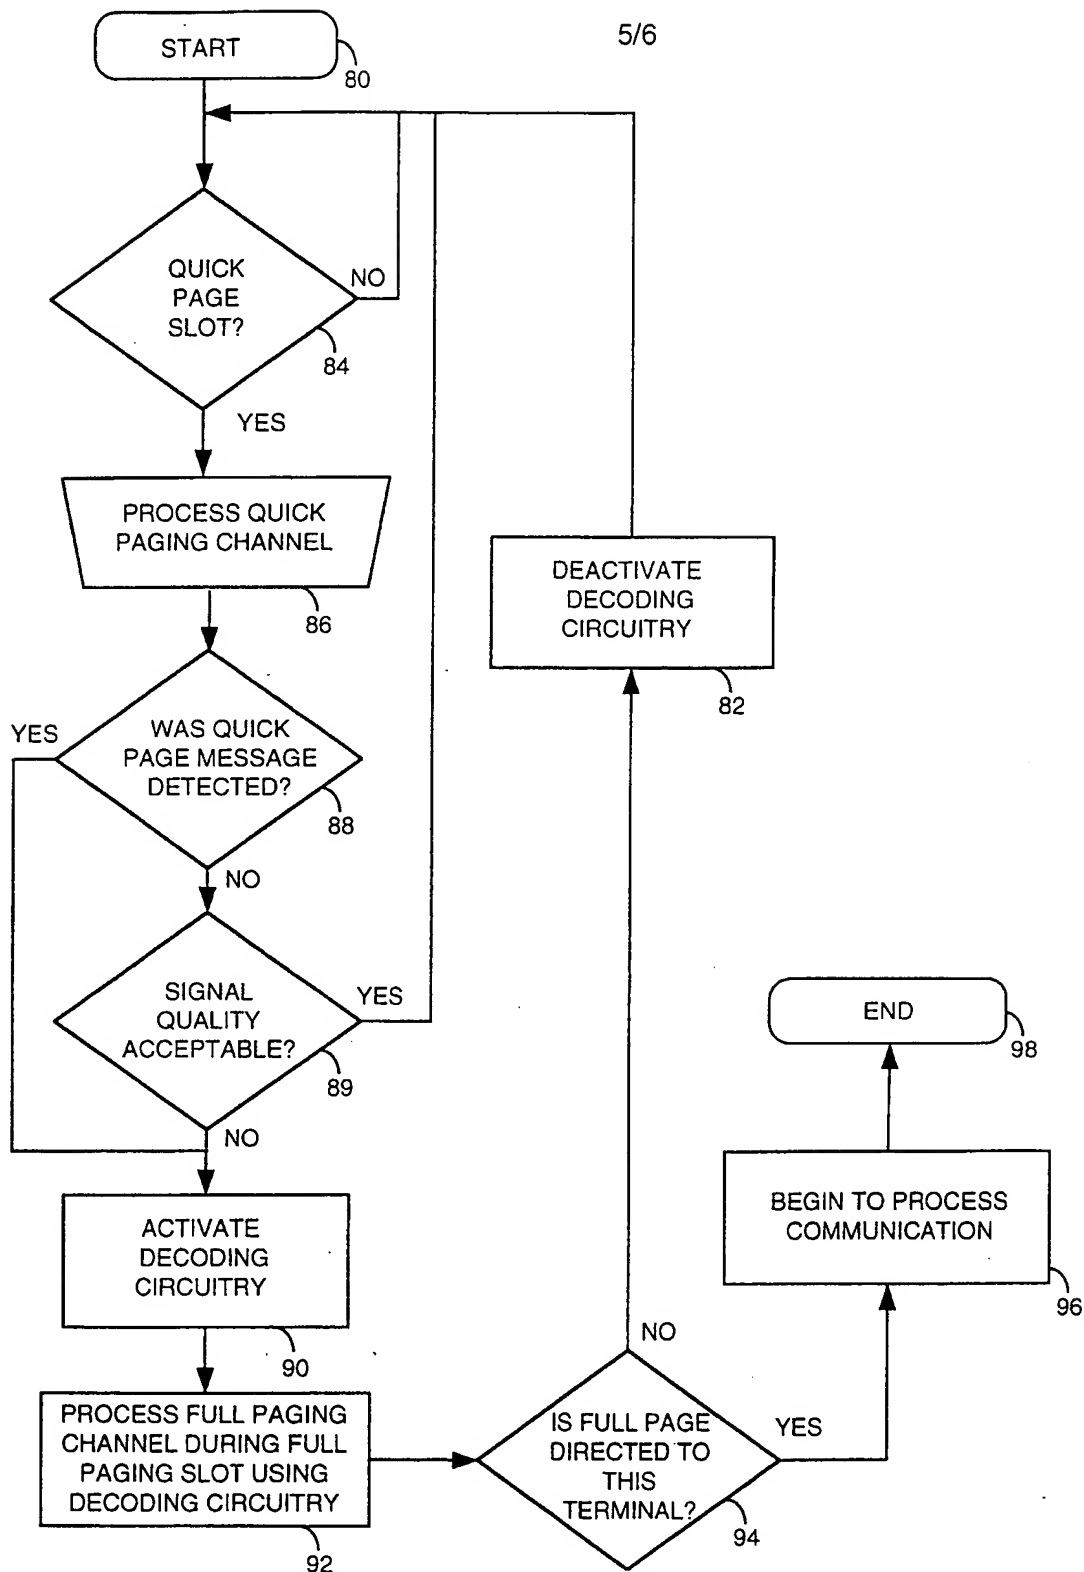 5/6
START
80
QUICK
PAGE
SLOT?
NO
84
YES
PROCESS QUICK
PAGING CHANNEL
86
WAS QUICK
PAGE MESSAGE
DETECTED?
YES
88
NO
SIGNAL
QUALITY
ACCEPTABLE?
YES
89
NO
ACTIVATE
DECODING
CIRCUITRY
90
PROCESS FULL PAGING
CHANNEL DURING FULL
PAGING SLOT USING
DECODING CIRCUITRY
92
IS FULL PAGE
DIRECTED TO
THIS
TERMINAL?
94
NO
DEACTIVATE
DECODING
CIRCUITRY
82
YES
BEGIN TO PROCESS
COMMUNICATION
96
END
98